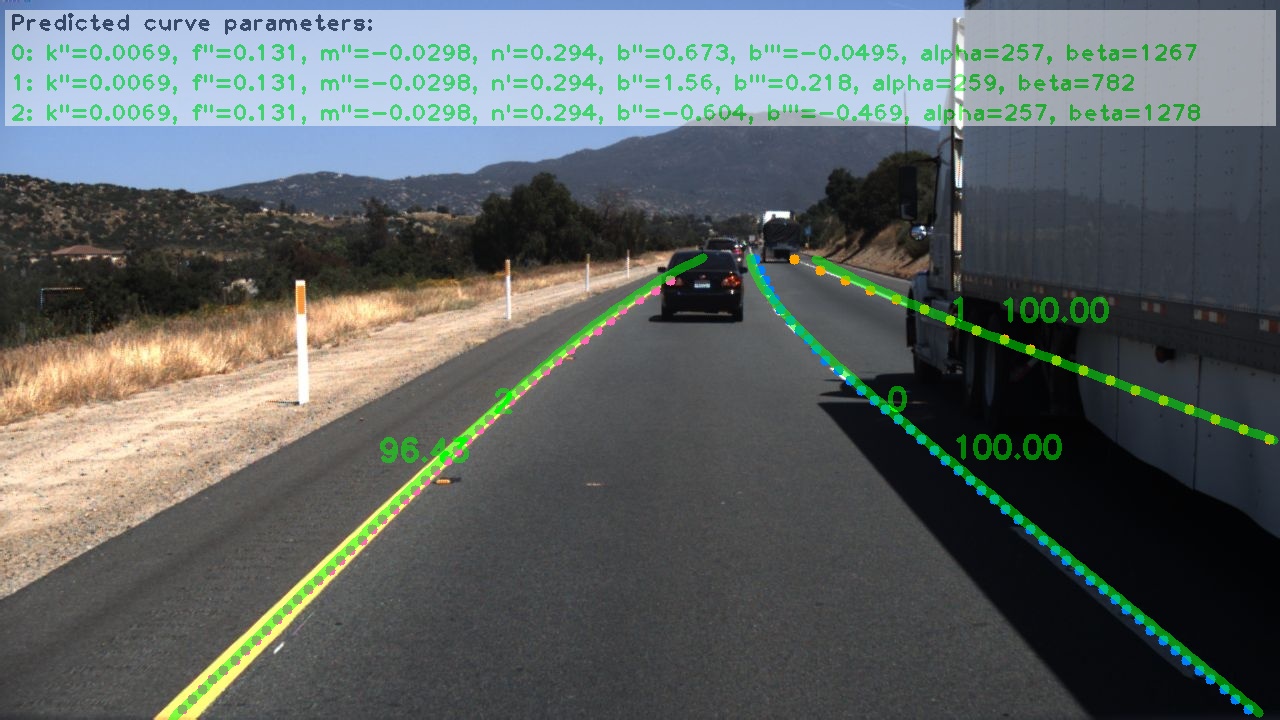 Predicted curve parameters:
0: k''=0.0069, f''=0.131, m''=-0.0298, n'=0.294, b''=0.673, b'''=-0.0495, alpha=257, beta=1267
1: k''=0.0069, f''=0.131, m''=-0.0298, n'=0.294, b''=1.56, b'''=0.218, alpha=259, beta=782
2: k''=0.0069, f''=0.131, m''=-0.0298, n'=0.294, b''=-0.604, b'''=-0.469, alpha=257, beta=1278
1 100.00
2
0
96.43
100.00